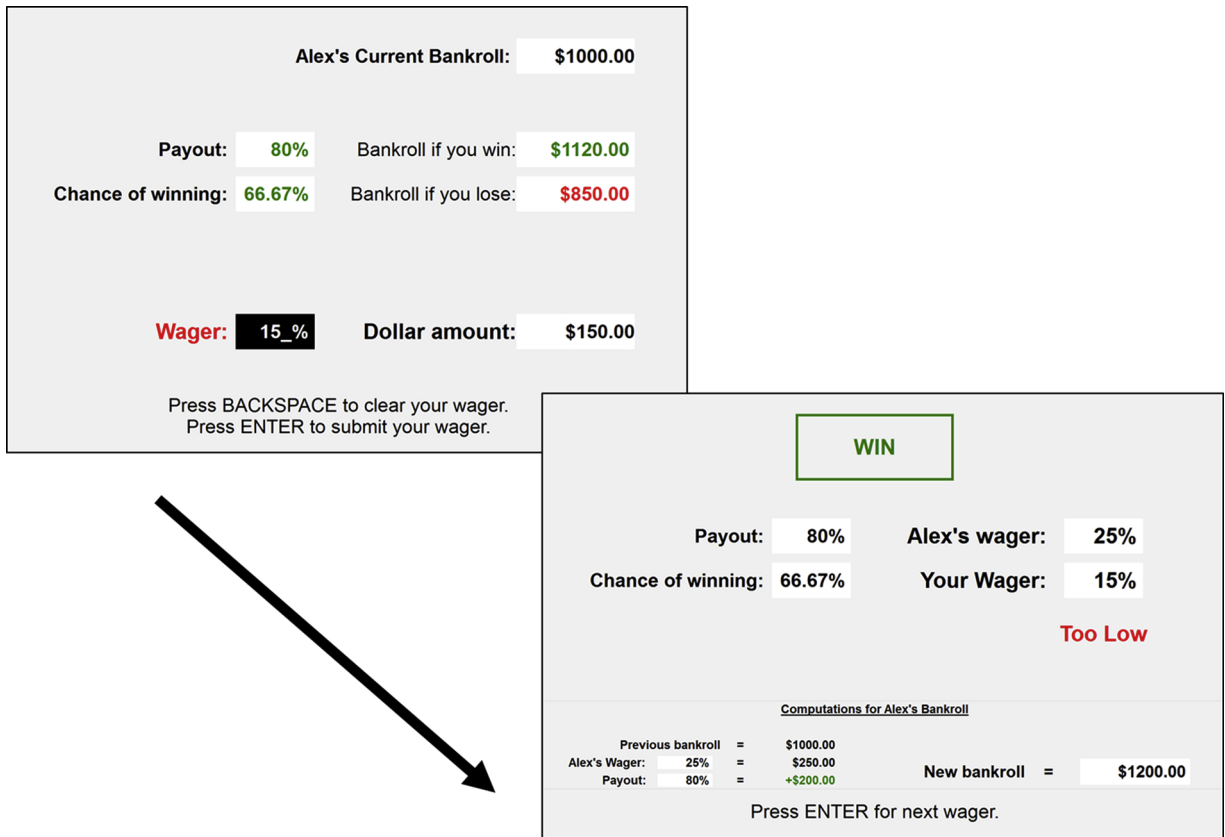 Alex's Current Bankroll: $1000.00
Payout: 80% Bankroll if you win: $1120.00
Chance of winning: 66.67% Bankroll if you lose: $850.00
Wager: 15_% Dollar amount: $150.00
Press BACKSPACE to clear your wager.
Press ENTER to submit your wager.
WIN
Payout: 80% Alex's wager: 25%
Chance of winning: 66.67% Your Wager: 15%
Too Low
Computations for Alex's Bankroll
Previous bankroll = $1000.00
Alex's Wager: 25% = $250.00
Payout: 80% = +$200.00
New bankroll = $1200.00
Press ENTER for next wager.